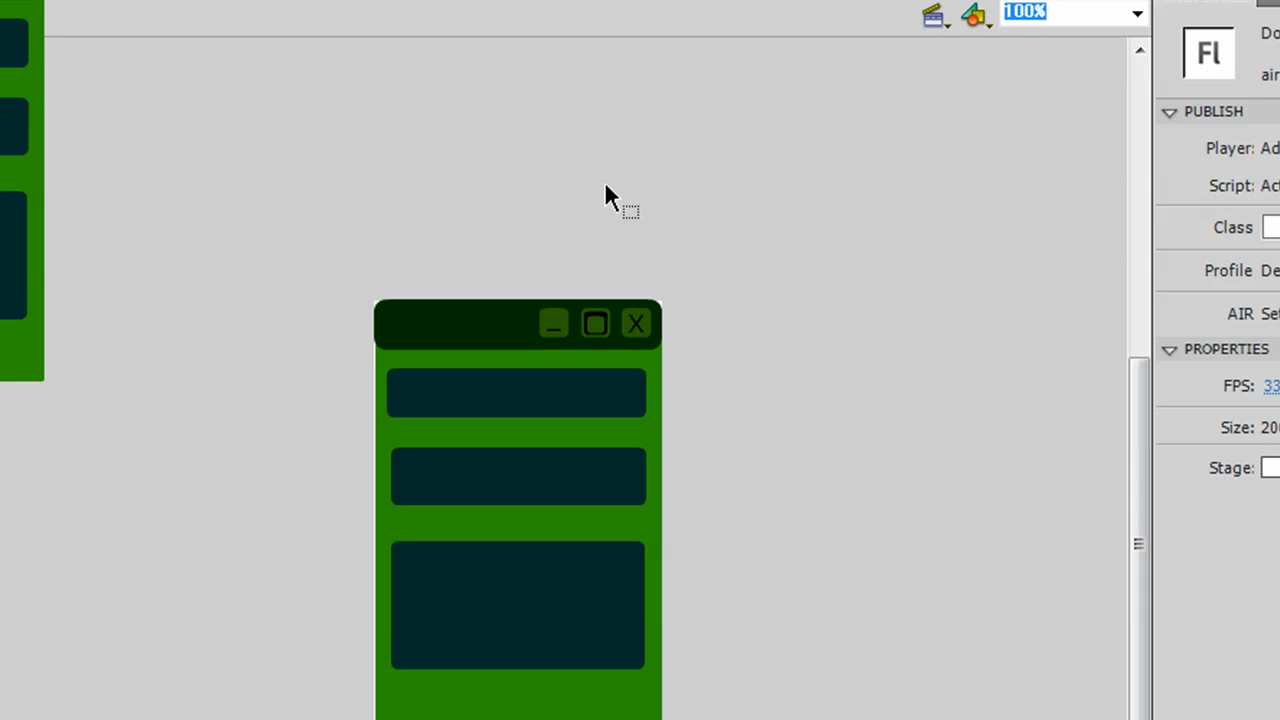 100%
Fl
Do
air
PUBLISH
Player: Ad
Script: Act
Class
Profile De
AIR Set
PROPERTIES
FPS: 33
Size: 200
Stage:
X